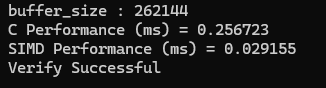 buffer_size : 262144
C Performance (ms) = 0.256723
SIMD Performance (ms) = 0.029155
Verify Successful